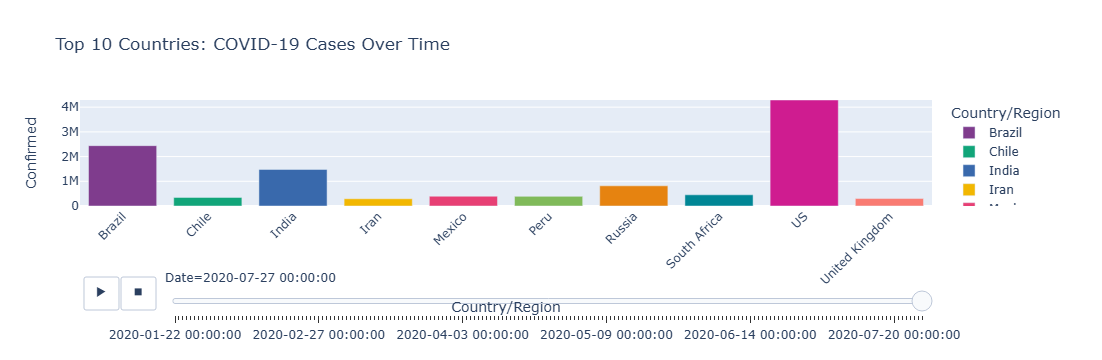 Top 10 Countries: COVID-19 Cases Over Time
Confirmed
4M
3M
2M
1M
0
Brazil
Chile
India
Iran
Mexico
Peru
Russia
South Africa
US
United Kingdom
Country/Region
Brazil
Chile
India
Iran
Date=2020-07-27 00:00:00
Country/Region
2020-01-22 00:00:00
2020-02-27 00:00:00
2020-04-03 00:00:00
2020-05-09 00:00:00
2020-06-14 00:00:00
2020-07-20 00:00:00